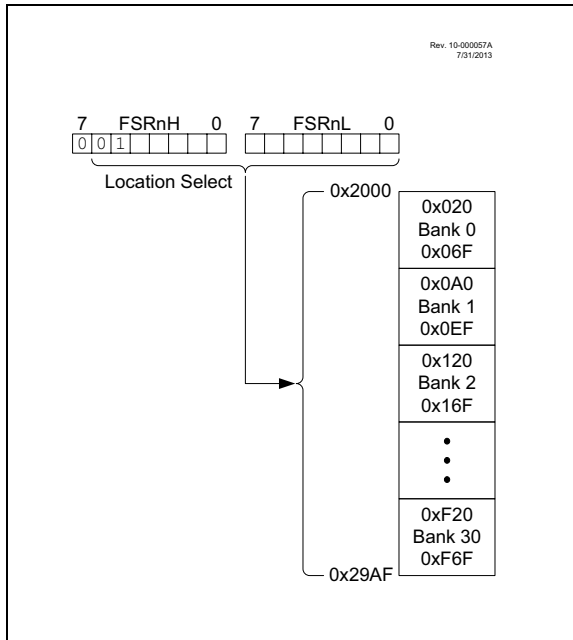 Rev. 10-000057A
7/31/2013
7 FSRnH 0 7 FSRnL 0
0 0 1
Location Select
0x2000
0x020
Bank 0
0x06F
0x0A0
Bank 1
0x0EF
0x120
Bank 2
0x16F
0xF20
Bank 30
0xF6F
0x29AF